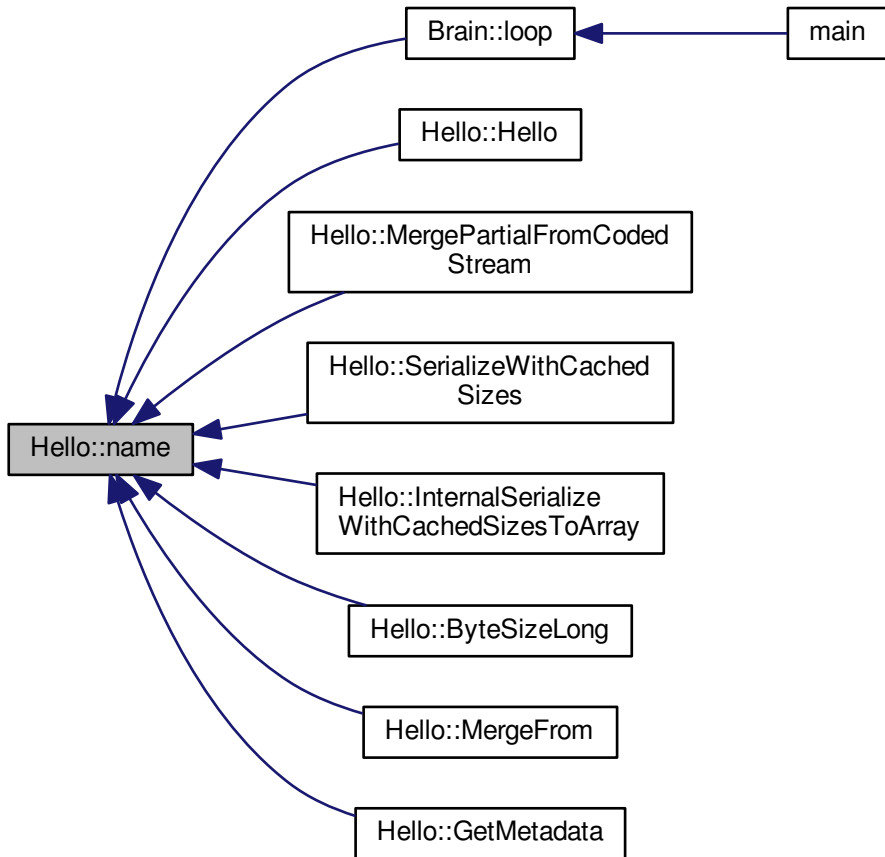 Brain::loop
main
Hello::Hello
Hello::MergePartialFromCoded
Stream
Hello::SerializeWithCached
Sizes
Hello::name
Hello::InternalSerialize
WithCachedSizesToArray
Hello::ByteSizeLong
Hello::MergeFrom
Hello::GetMetadata